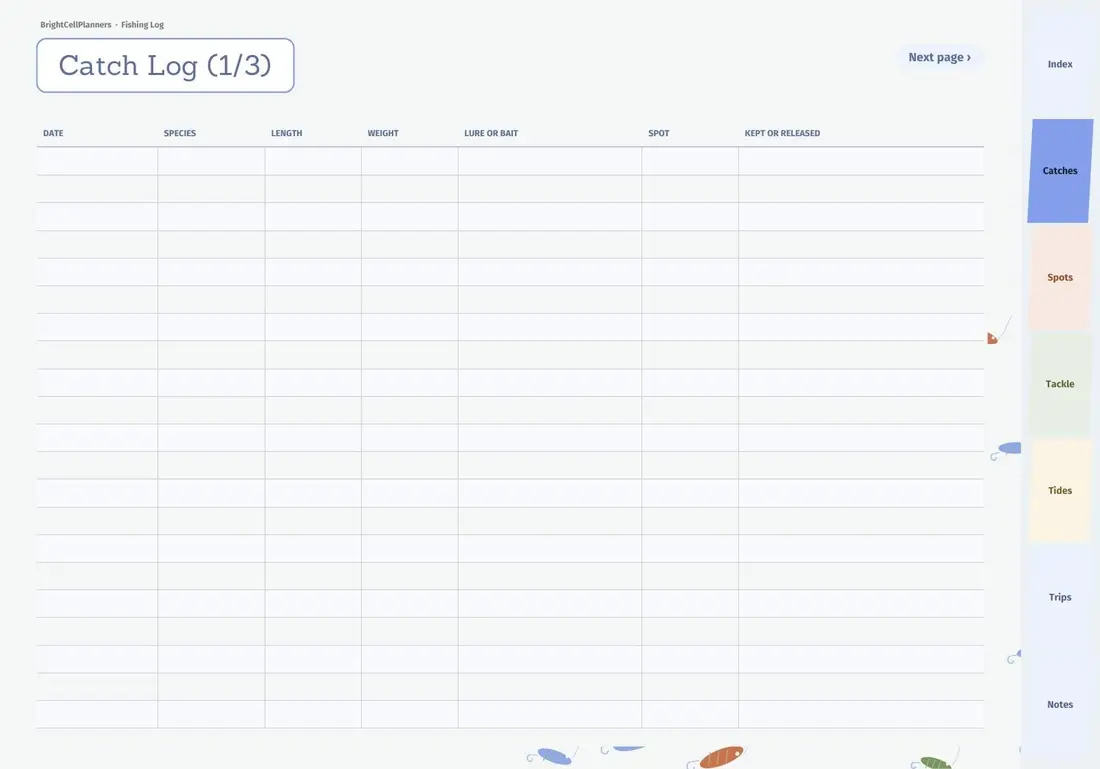 BrightCellPlanners · Fishing Log
Catch Log (1/3)
Next page ›
DATE SPECIES LENGTH WEIGHT LURE OR BAIT SPOT KEPT OR RELEASED
Index
Catches
Spots
Tackle
Tides
Trips
Notes